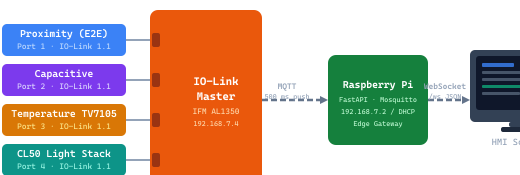 Proximity (E2E)
Port 1 · IO-Link 1.1
Capacitive
Port 2 · IO-Link 1.1
Temperature TV7105
Port 3 · IO-Link 1.1
CL50 Light Stack
Port 4 · IO-Link 1.1
IO-Link
Master
IFM AL1350
192.168.7.4
MQTT
500 ms push
Raspberry Pi
FastAPI · Mosquitto
192.168.7.2 / DHCP
Edge Gateway
WebSocket
/ws JSON
HMI